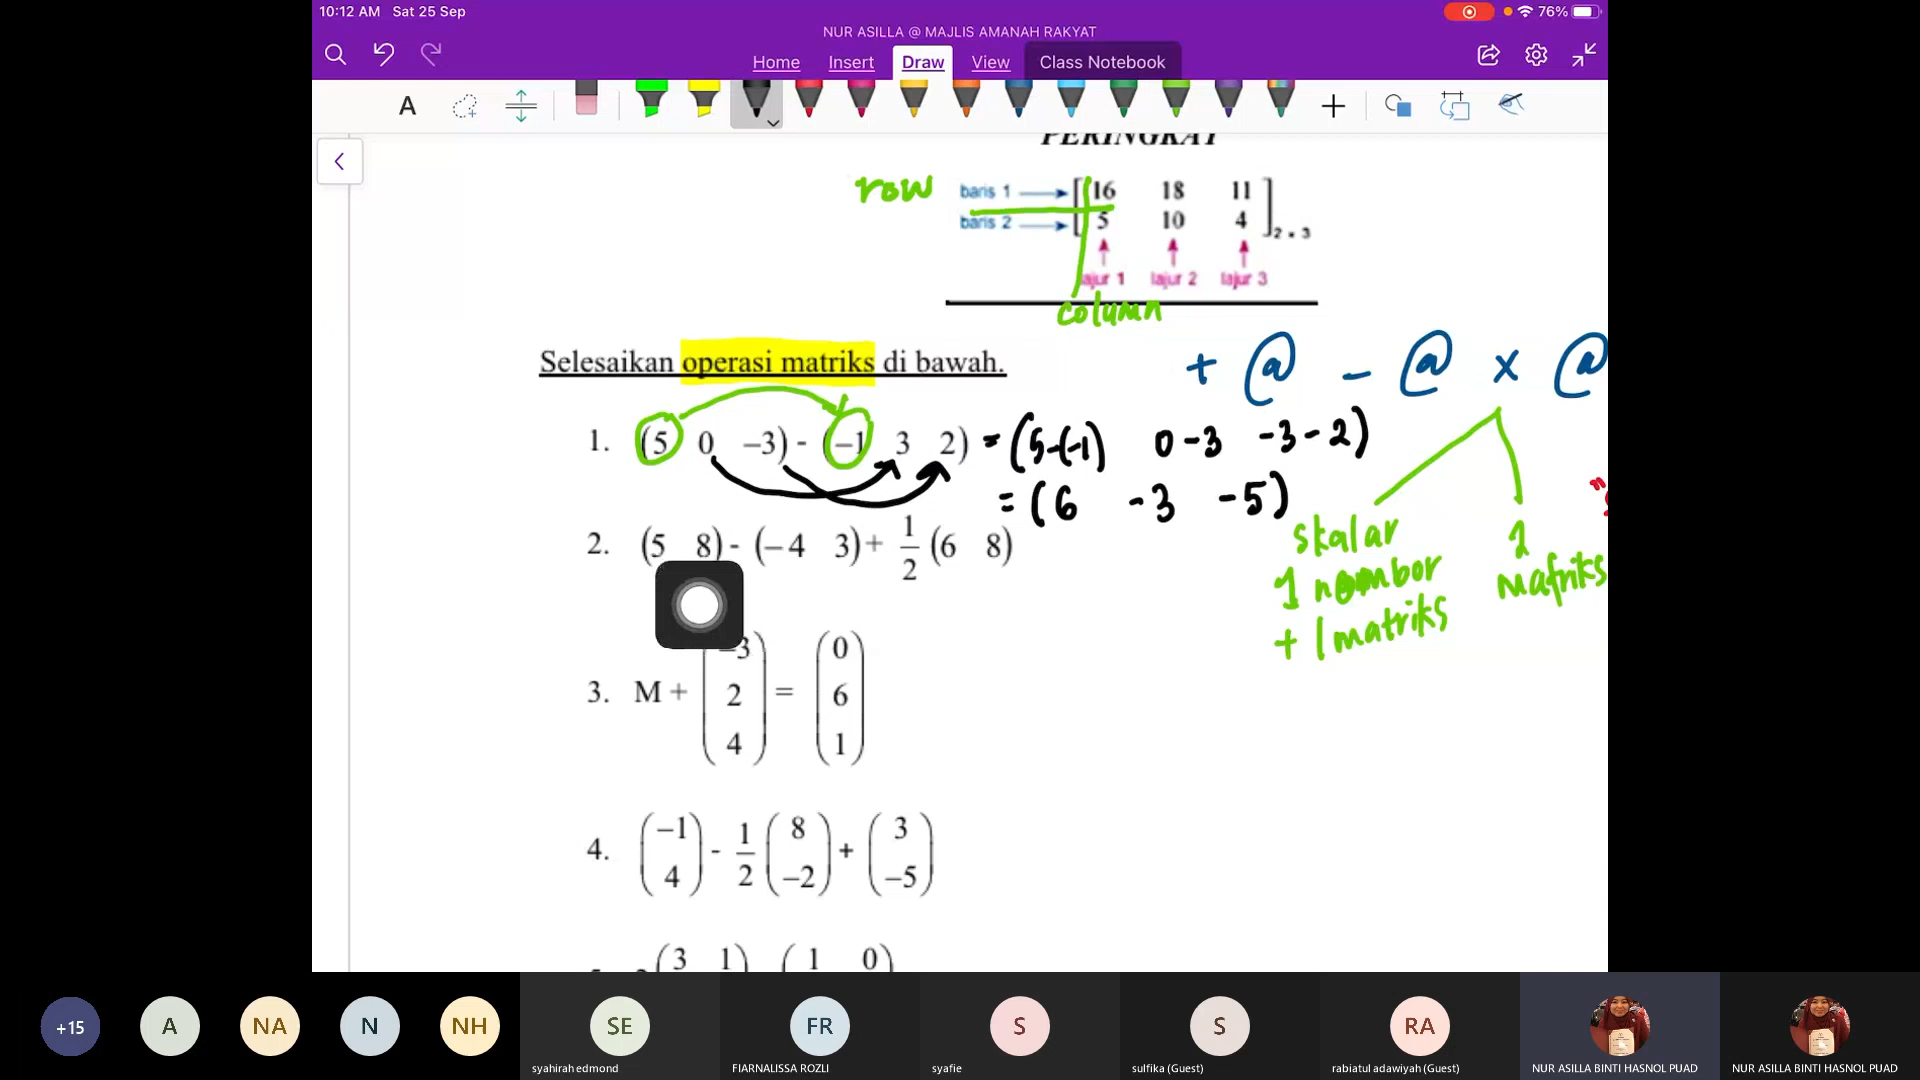 10:12 AM Sat 25 Sep
76%
NUR ASILLA @ MAJLIS AMANAH RAKYAT
Home Insert Draw View Class Notebook
A
PERINGKAT
row
baris 1 16 18 11
baris 2 5 10 4
2 × 3
lajur 1 lajur 2 lajur 3
column
Selesaikan operasi matriks di bawah.
+ @ - @ × @
1. (5 0 −3) - (−1 3 2) = (5-(-1) 0-3 -3-2)
= (6 -3 -5)
skalar
1 nombor
+ 1 matriks
2
matriks
2. (5 8) - (−4 3) + 1/2 (6 8)
3. M + (−3 2 4) = (0 6 1)
4. (−1 4) - 1/2 (8 −2) + (3 −5)
(3 1) (1 0)
+15 A NA N NH SE FR S S RA
syahirah edmond FIARNALISSA ROZLI syafie sulfika (Guest) rabiatul adawiyah (Guest) NUR ASILLA BINTI HASNOL PUAD NUR ASILLA BINTI HASNOL PUAD